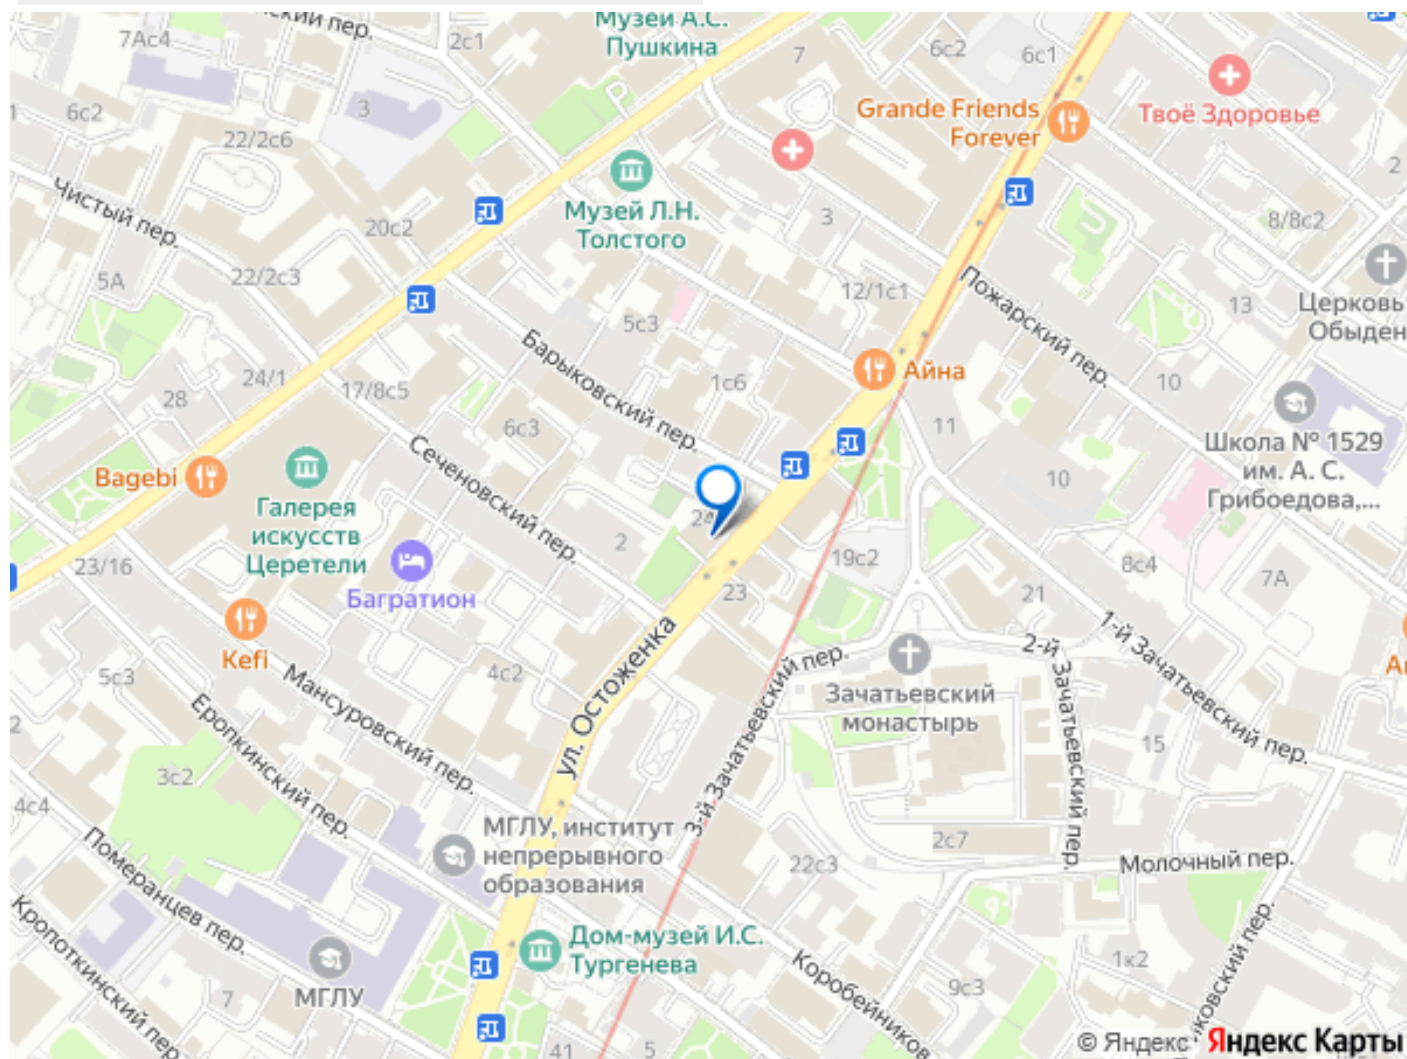 Музей А.С.
Пушкина
ский пер.
7Ас4
2с1
7
6с2
6с1
Grande Friends
Forever
Твоё Здоровье
6с2
3
22/2с6
P
2
Чистый пер.
Музей Л.Н.
Толстого
3
8/8с2
20с2
5А
22/2с3
12/1с1
Пожарский пер.
13
Церковь
Обыден
5с3
Барыковский пер.
Айна
24/1
17/8с5
1с6
10
28
6с3
11
Школа № 1529
им. А. С.
Грибоедова,...
Сеченовский пер.
Bagebi
Галерея
искусств
Церетели
10
2
23/16
Багратион
19с2
8с4
7А
23
21
1-й Зачатьевский пер.
Kefi
ул. Остоженка
2-й Зачатьевский пер.
3-й Зачатьевский пер.
Зачатьевский
монастырь
5с3
Мансуровский пер.
4с2
Еропкинский пер.
2
15
3с2
4с4
МГЛУ, институт
непрерывного
образования
2с7
22с3
Молочный пер.
Померанцев пер.
Кропоткинский пер.
Дом-музей И.С.
Тургенева
Коробейников
1к2
9с3
ковский пер.
МГЛУ
7
41
5
© Яндекс
Яндекс Карты